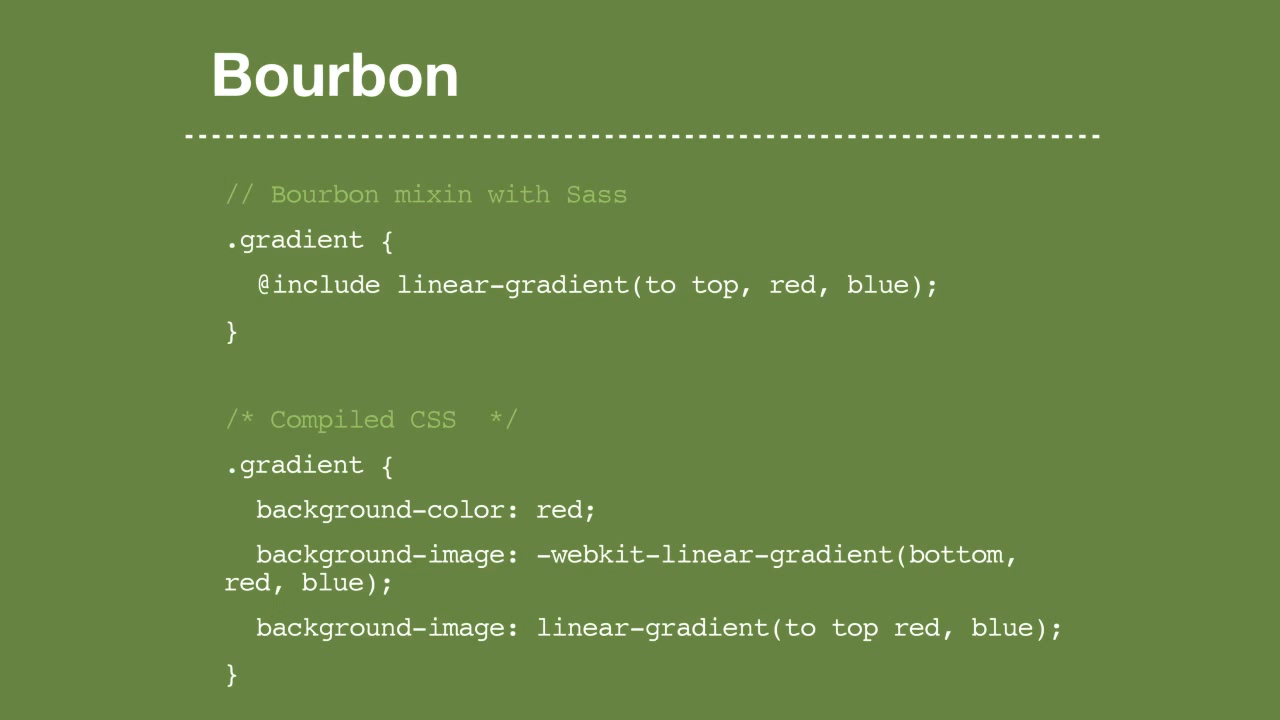 Bourbon
// Bourbon mixin with Sass
.gradient {
  @include linear-gradient(to top, red, blue);
}
/* Compiled CSS  */
.gradient {
  background-color: red;
  background-image: -webkit-linear-gradient(bottom,
red, blue);
  background-image: linear-gradient(to top red, blue);
}